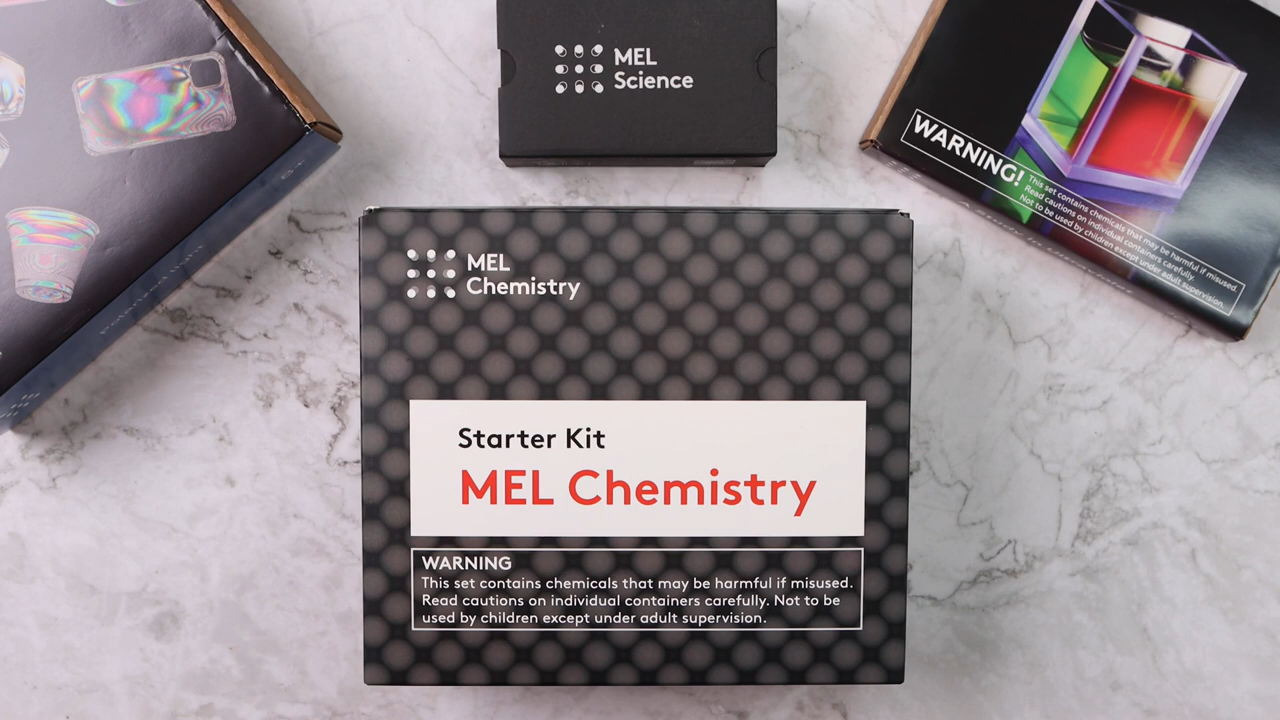 MEL
Science
WARNING!
This set contains chemicals that may be harmful if misused.
Read cautions on individual containers carefully.
Not to be used by children except under adult supervision.
MEL
Chemistry
Starter Kit
MEL Chemistry
WARNING
This set contains chemicals that may be harmful if misused.
Read cautions on individual containers carefully. Not to be
used by children except under adult supervision.